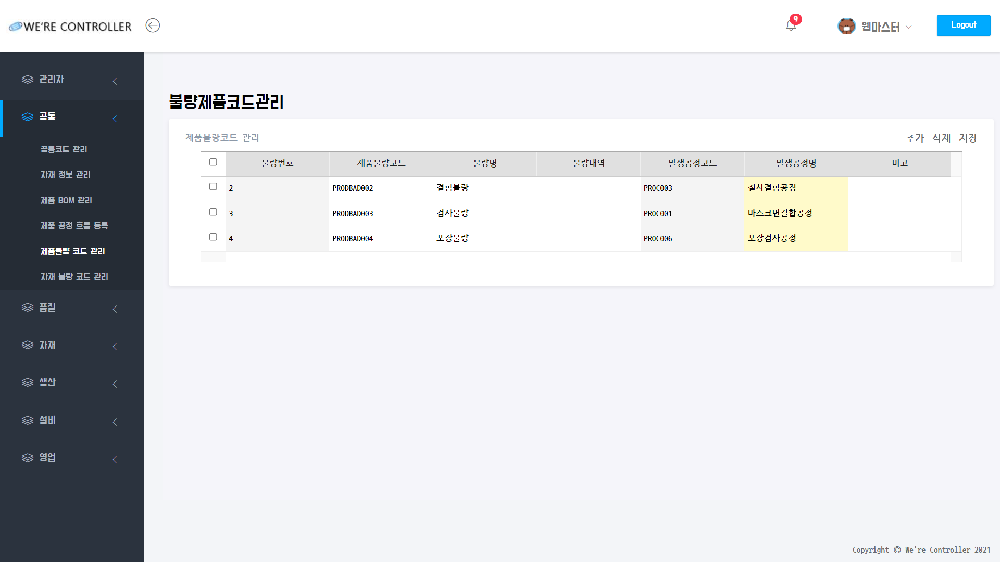 WE'RE CONTROLLER
9
웹마스터
Logout
관리자
공통
공통코드 관리
자재 정보 관리
제품 BOM 관리
제품 공정 흐름 등록
제품불량 코드 관리
자재 불량 코드 관리
품질
자재
생산
설비
영업
불량제품코드관리
제품불량코드 관리
추가 삭제 저장
불량번호 제품불량코드 불량명 불량내역 발생공정코드 발생공정명 비고
2 PRODBAD002 결합불량 PROC003 철사결합공정
3 PRODBAD003 검사불량 PROC001 마스크면결합공정
4 PRODBAD004 포장불량 PROC006 포장검사공정
Copyright © We're Controller 2021